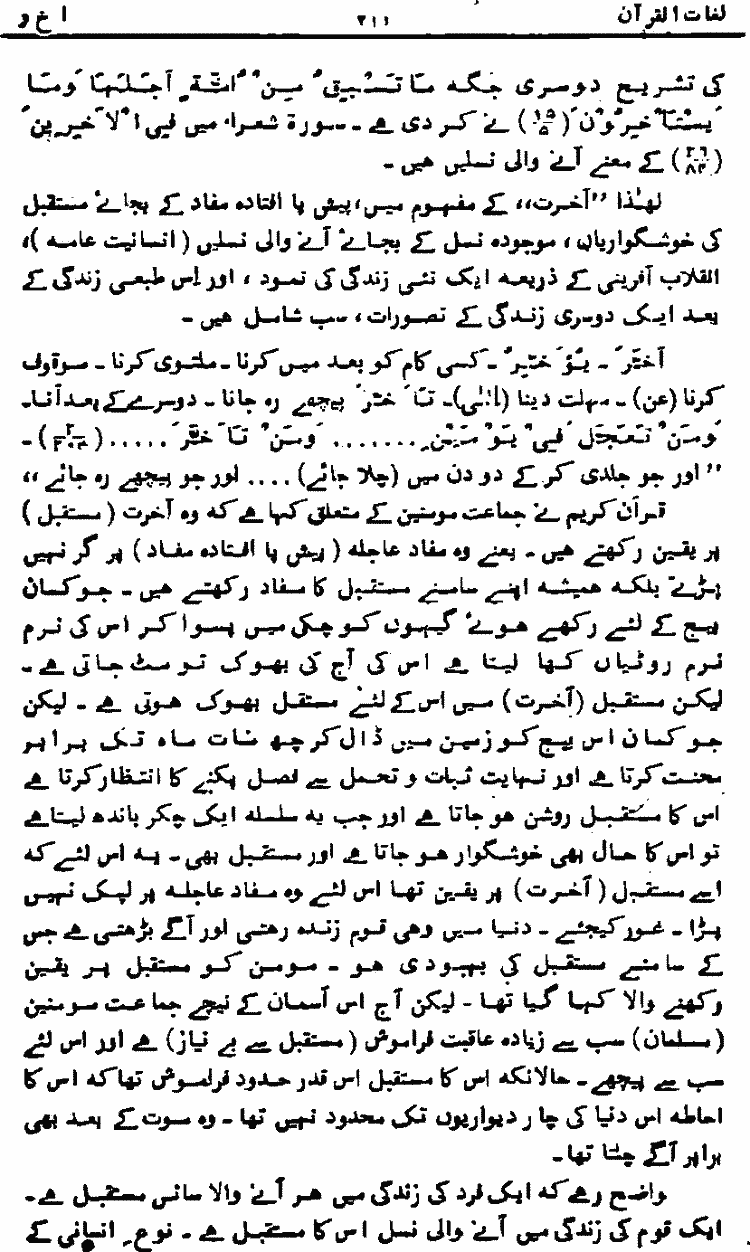 لغات القرآن ۲۱۱ ا خ ر
کی تشریح دوسری جگہ مَا تَسْبِقُ مِنْ اُمَّۃٍ اَجَلَہَا وَمَا
یَسْتَأْخِرُوْنَ (۱۵/۵) نے کر دی ہے ۔ سورۃ شعراء میں فِی الْاٰخِرِیْنَ
(۲۶/۸۴) کے معنے آنے والی نسلیں ہیں ۔
لہٰذا ”آخرت“ کے مفہوم میں، پیش پا افتادہ مفاد کے بجائے مستقبل
کی خوشگواریاں ، موجودہ نسل کے بجائے آنے والی نسلیں (انسانیت عامہ)،
انقلاب آفرینی کے ذریعہ ایک نئی زندگی کی نمود ، اور اِس طبعی زندگی کے
بعد ایک دوسری زندگی کے تصورات، سب شامل ہیں ۔
اَخَّرَ ۔ یُؤَخِّرُ ۔ کسی کام کو بعد میں کرنا ۔ ملتوی کرنا ۔ موقوف
کرنا (عن) ۔ مہلت دینا (الیٰ)۔ تَأَخَّرَ پیچھے رہ جانا ۔ دوسرے کے بعد آنا۔
وَمَنْ تَعَجَّلَ فِیْ یَوْمَیْنِ ........ وَمَنْ تَأَخَّرَ ..... (۲/۲۰۳) ۔
”اور جو جلدی کر کے دو دن میں (چلا جائے) .... اور جو پیچھے رہ جائے“
قرآن کریم نے جماعت مومنین کے متعلق کہا ہے کہ وہ آخرت (مستقبل)
پر یقین رکھتے ہیں ۔ یعنے وہ مفاد عاجلہ (پیش پا افتادہ مفاد) پر گر نہیں
پڑتے بلکہ ہمیشہ اپنے سامنے مستقبل کا مفاد رکھتے ہیں ۔ جو کسان
بیج کے لئے رکھے ہوئے گیہوں کو چکی میں پسوا کر اس کی نرم
نرم روٹیاں کھا لیتا ہے اس کی آج کی بھوک تو مٹ جاتی ہے ۔
لیکن مستقبل (آخرت) میں اس کے لئے مستقل بھوک ہوتی ہے ۔ لیکن
جو کسان اس بیج کو زمین میں ڈال کر چھ سات ماہ تک برابر
محنت کرتا ہے اور نہایت ثبات و تحمل سے فصل پکنے کا انتظار کرتا ہے
اس کا مستقبل روشن ہو جاتا ہے اور جب یہ سلسلہ ایک چکر باندھ لیتا ہے
تو اس کا حال بھی خوشگوار ہو جاتا ہے اور مستقبل بھی ۔ یہ اس لئے کہ
اسے مستقبل (آخرت) پر یقین تھا اس لئے وہ مفاد عاجلہ پر لپک نہیں
پڑا ۔ غور کیجئے ۔ دنیا میں وہی قوم زندہ رہتی اور آگے بڑھتی ہے جس
کے سامنے مستقبل کی بہبودی ہو ۔ مومن کو مستقبل پر یقین
رکھنے والا کہا گیا تھا ۔ لیکن آج اس آسمان کے نیچے جماعت مومنین
(مسلمان) سب سے زیادہ عاقبت فراموش (مستقبل سے بے نیاز) ہے اور اس لئے
سب سے پیچھے ۔ حالانکہ اس کا مستقبل اس قدر حدود فراموش تھا کہ اس کا
احاطہ اس دنیا کی چار دیواریوں تک محدود نہیں تھا ۔ وہ موت کے بعد بھی
برابر آگے چلتا تھا ۔
واضح رہے کہ ایک فرد کی زندگی میں ہر آنے والا سانس مستقبل ہے ۔
ایک قوم کی زندگی میں آنے والی نسل اس کا مستقبل ہے ۔ نوعِ انسانی کے